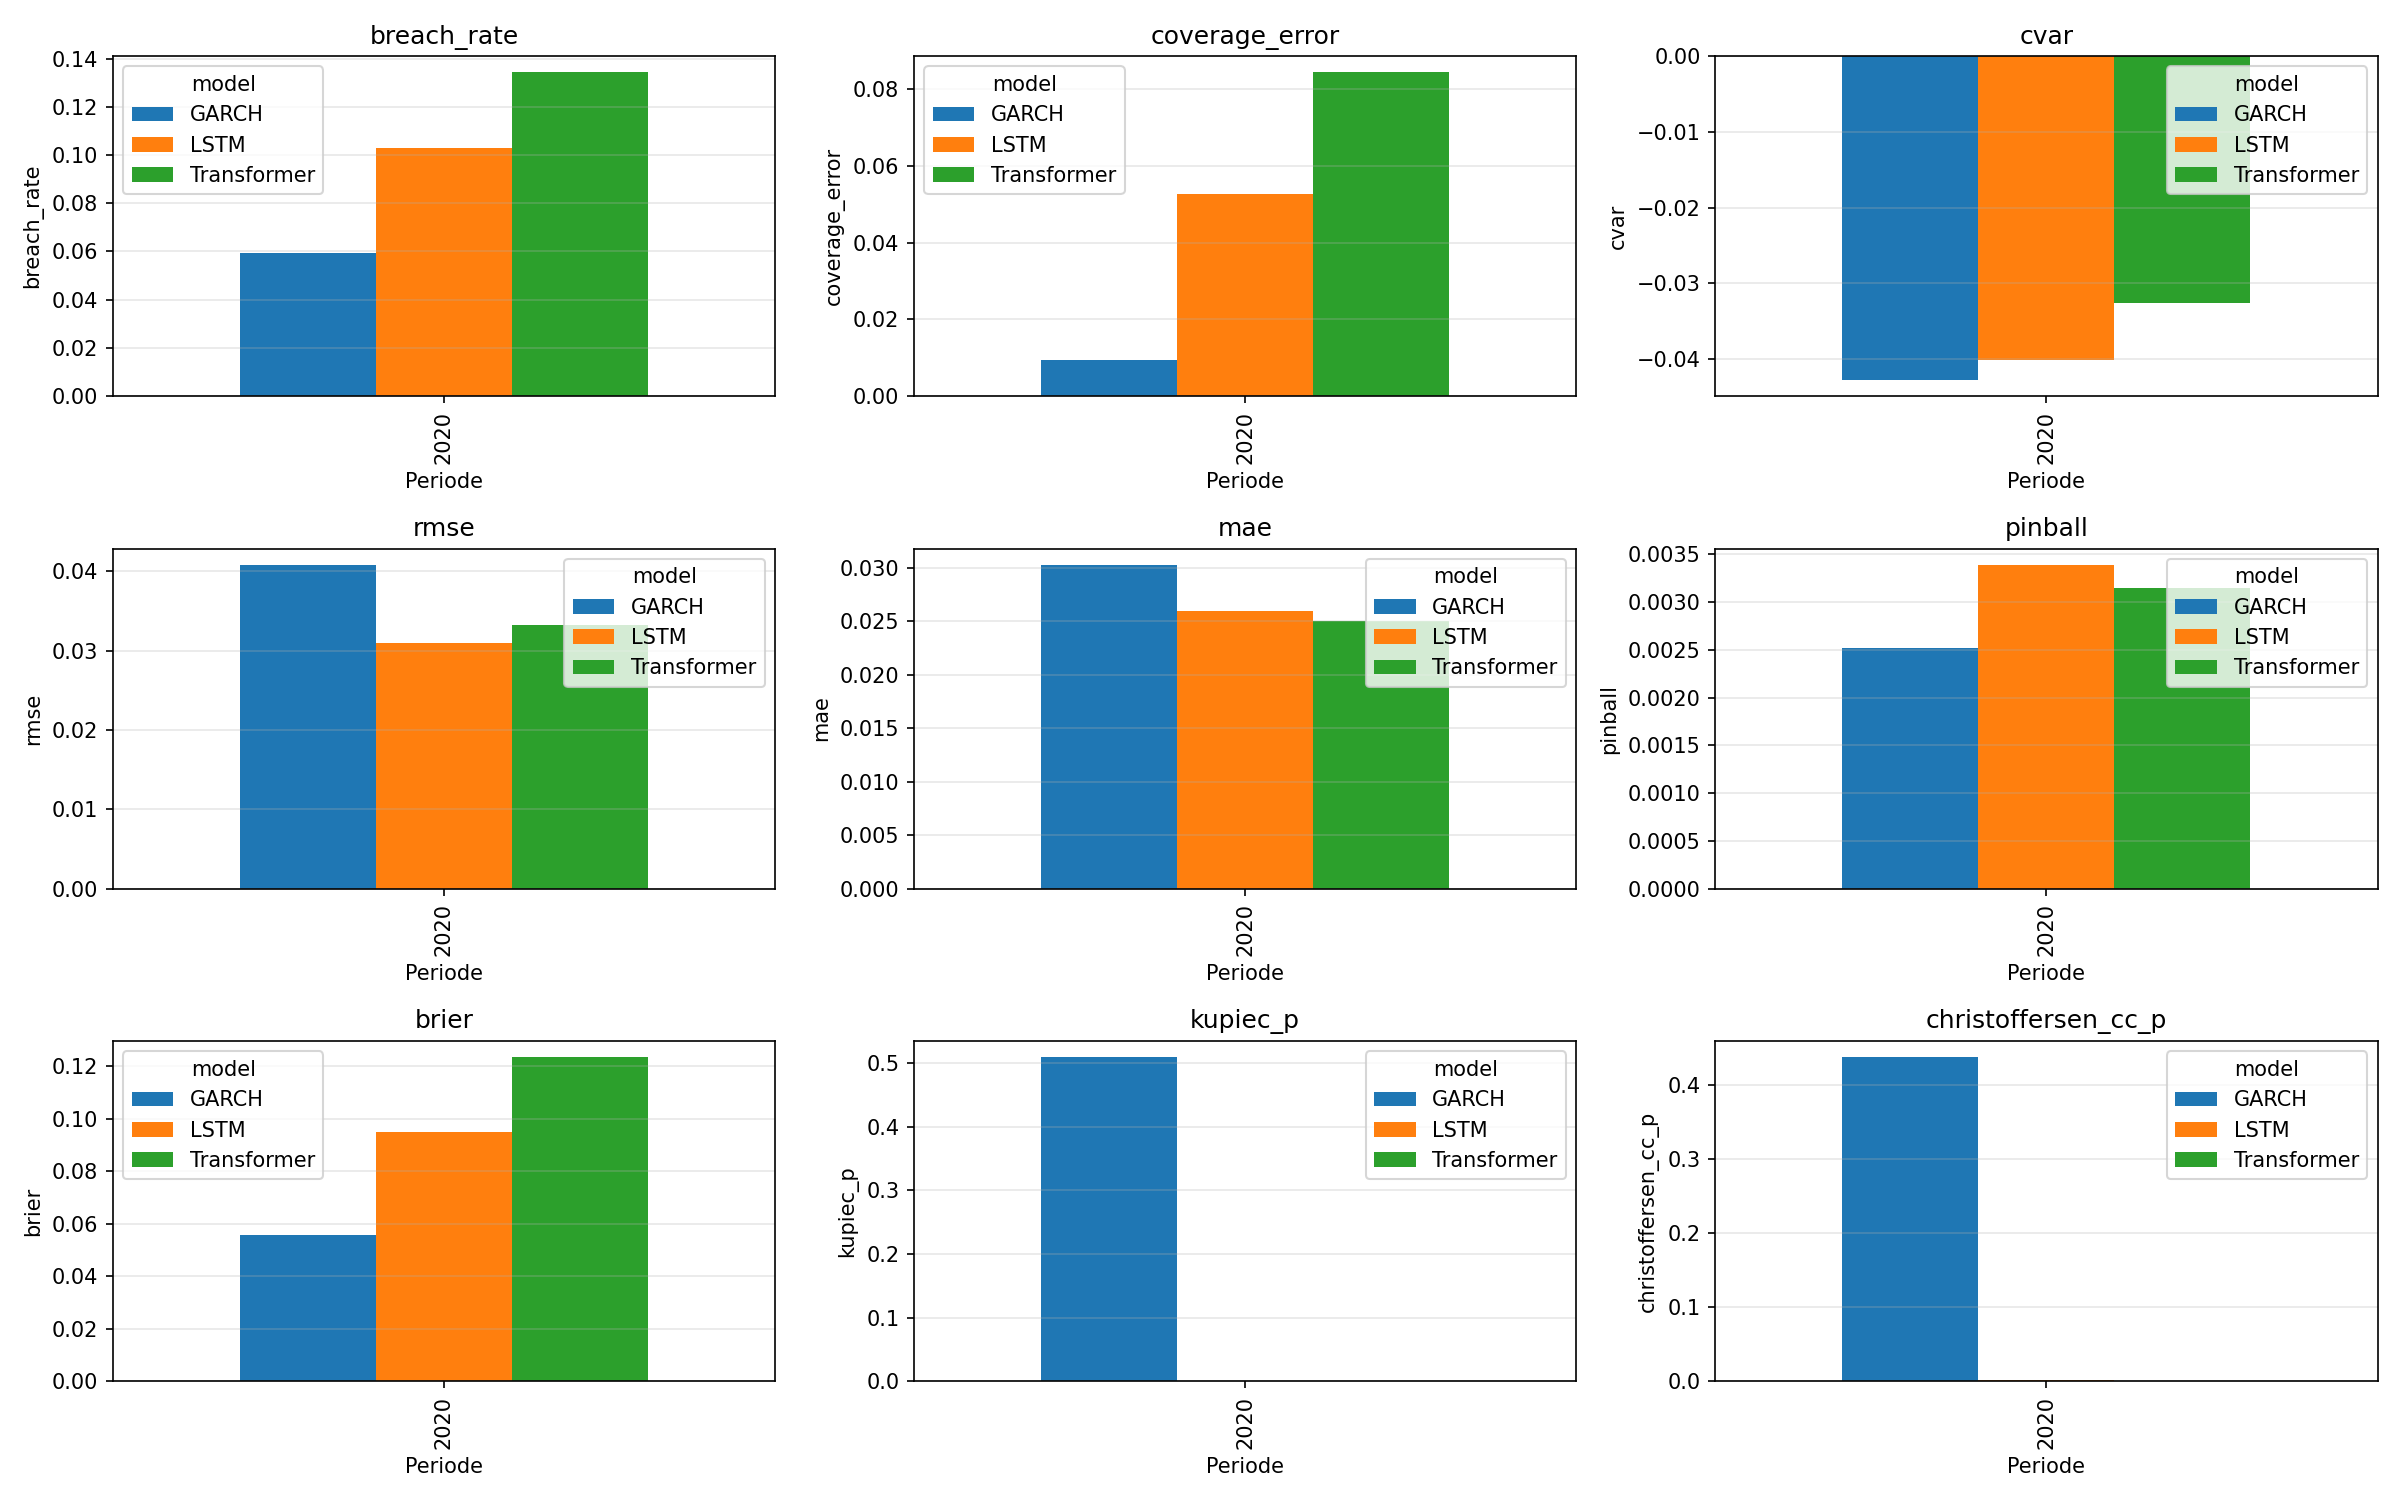 breach_rate
breach_rate
0.14
0.12
0.10
0.08
0.06
0.04
0.02
0.00
model
GARCH
LSTM
Transformer
2020
Periode
coverage_error
coverage_error
0.08
0.06
0.04
0.02
0.00
model
GARCH
LSTM
Transformer
2020
Periode
cvar
cvar
0.00
−0.01
−0.02
−0.03
−0.04
model
GARCH
LSTM
Transformer
2020
Periode
rmse
rmse
0.04
0.03
0.02
0.01
0.00
model
GARCH
LSTM
Transformer
2020
Periode
mae
mae
0.030
0.025
0.020
0.015
0.010
0.005
0.000
model
GARCH
LSTM
Transformer
2020
Periode
pinball
pinball
0.0035
0.0030
0.0025
0.0020
0.0015
0.0010
0.0005
0.0000
model
GARCH
LSTM
Transformer
2020
Periode
brier
brier
0.12
0.10
0.08
0.06
0.04
0.02
0.00
model
GARCH
LSTM
Transformer
2020
Periode
kupiec_p
kupiec_p
0.5
0.4
0.3
0.2
0.1
0.0
model
GARCH
LSTM
Transformer
2020
Periode
christoffersen_cc_p
christoffersen_cc_p
0.4
0.3
0.2
0.1
0.0
model
GARCH
LSTM
Transformer
2020
Periode